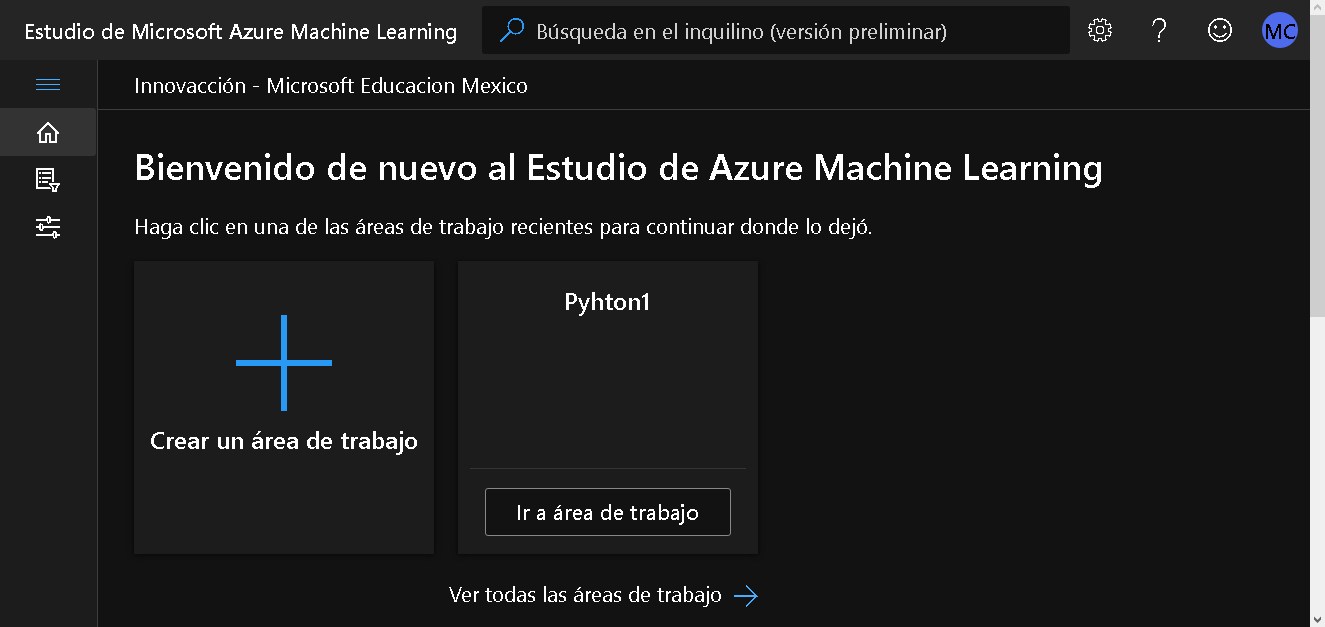 Estudio de Microsoft Azure Machine Learning
Búsqueda en el inquilino (versión preliminar)
MC
Innovacción - Microsoft Educacion Mexico
Bienvenido de nuevo al Estudio de Azure Machine Learning
Haga clic en una de las áreas de trabajo recientes para continuar donde lo dejó.
Crear un área de trabajo
Pyhton1
Ir a área de trabajo
Ver todas las áreas de trabajo